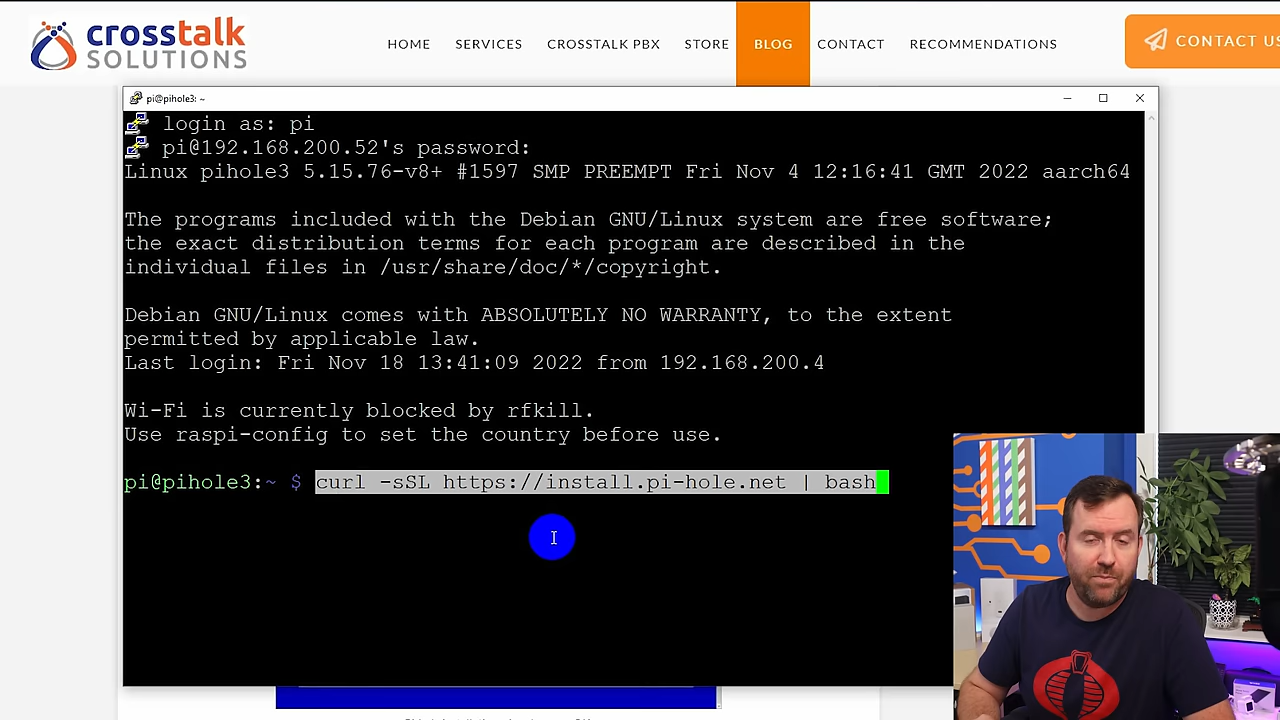 crosstalk
SOLUTIONS
HOME SERVICES CROSSTALK PBX STORE BLOG CONTACT RECOMMENDATIONS
CONTACT US
pi@pihole3: ~
login as: pi
pi@192.168.200.52's password:
Linux pihole3 5.15.76-v8+ #1597 SMP PREEMPT Fri Nov 4 12:16:41 GMT 2022 aarch64
The programs included with the Debian GNU/Linux system are free software;
the exact distribution terms for each program are described in the
individual files in /usr/share/doc/*/copyright.
Debian GNU/Linux comes with ABSOLUTELY NO WARRANTY, to the extent
permitted by applicable law.
Last login: Fri Nov 18 13:41:09 2022 from 192.168.200.4
Wi-Fi is currently blocked by rfkill.
Use raspi-config to set the country before use.
pi@pihole3:~ $ curl -sSL https://install.pi-hole.net | bash